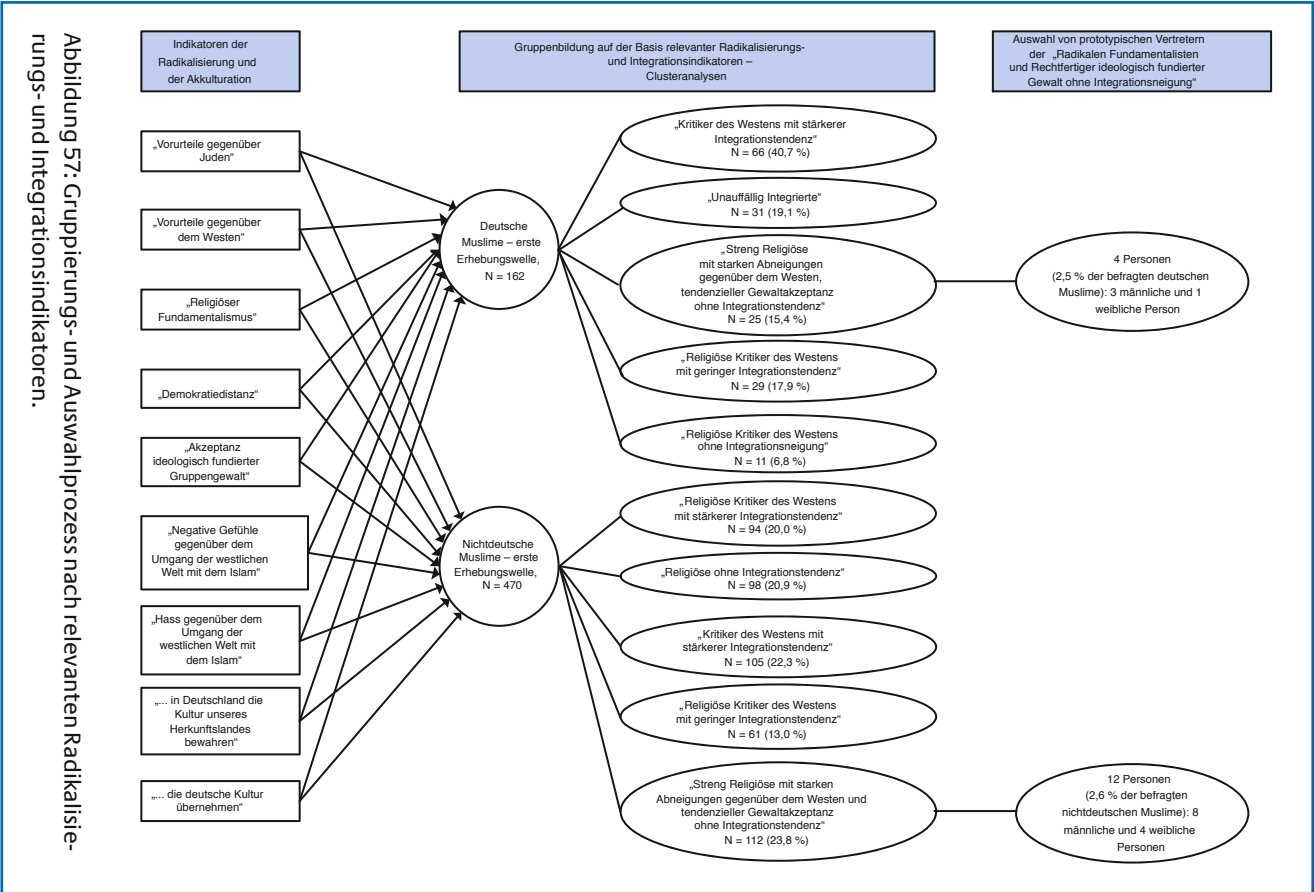 Abbildung 57: Gruppierungs- und Auswahlprozess nach relevanten Radikalisie-
rungs- und Integrationsindikatoren.
Indikatoren der
Radikalisierung und
der Akkulturation
Gruppenbildung auf der Basis relevanter Radikalisierungs-
und Integrationsindikatoren –
Clusteranalysen
Auswahl von prototypischen Vertretern
der „Radikalen Fundamentalisten
und Rechtfertiger ideologisch fundierter
Gewalt ohne Integrationsneigung“
„Vorurteile gegenüber
Juden“
„Vorurteile gegenüber
dem Westen“
„Religiöser
Fundamentalismus“
„Demokratiedistanz“
„Akzeptanz
ideologisch fundierter
Gruppengewalt“
„Negative Gefühle
gegenüber dem
Umgang der westlichen
Welt mit dem Islam“
„Hass gegenüber dem
Umgang der
westlichen Welt mit
dem Islam“
„... in Deutschland die
Kultur unseres
Herkunftslandes
bewahren“
„... die deutsche Kultur
übernehmen“
Deutsche
Muslime – erste
Erhebungswelle,
N = 162
Nichtdeutsche
Muslime – erste
Erhebungswelle,
N = 470
„Kritiker des Westens mit stärkerer
Integrationstendenz“
N = 66 (40,7 %)
„Unauffällig Integrierte“
N = 31 (19,1 %)
„Streng Religiöse
mit starken Abneigungen
gegenüber dem Westen,
tendenzieller Gewaltakzeptanz
ohne Integrationstendenz“
N = 25 (15,4 %)
„Religiöse Kritiker des Westens
mit geringer Integrationstendenz“
N = 29 (17,9 %)
„Religiöse Kritiker des Westens
ohne Integrationsneigung“
N = 11 (6,8 %)
„Religiöse Kritiker des Westens
mit stärkerer Integrationstendenz“
N = 94 (20,0 %)
„Religiöse ohne Integrationstendenz“
N = 98 (20,9 %)
„Kritiker des Westens mit
stärkerer Integrationstendenz“
N = 105 (22,3 %)
„Religiöse Kritiker des Westens
mit geringer Integrationstendenz“
N = 61 (13,0 %)
„Streng Religiöse mit starken
Abneigungen gegenüber dem Westen und
tendenzieller Gewaltakzeptanz
ohne Integrationstendenz“
N = 112 (23,8 %)
4 Personen
(2,5 % der befragten deutschen
Muslime): 3 männliche und 1
weibliche Person
12 Personen
(2,6 % der befragten
nichtdeutschen Muslime): 8
männliche und 4 weibliche
Personen